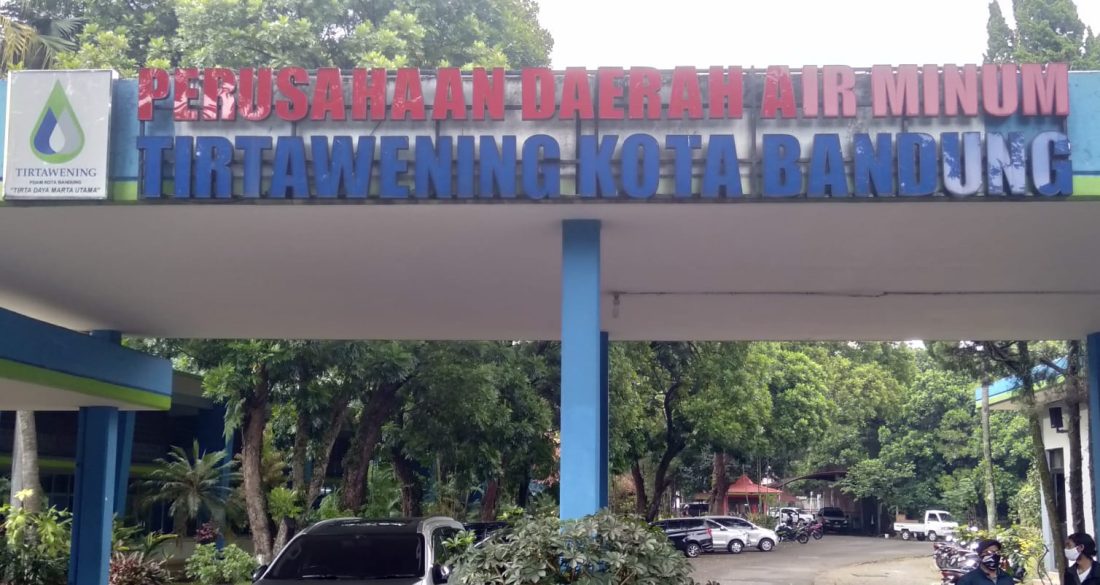 PERUSAHAAN DAERAH AIR MINUM
TIRTAWENING KOTA BANDUNG
TIRTAWENING
PDAM KOTA BANDUNG
"TIRTA DAYA MARTA UTAMA"